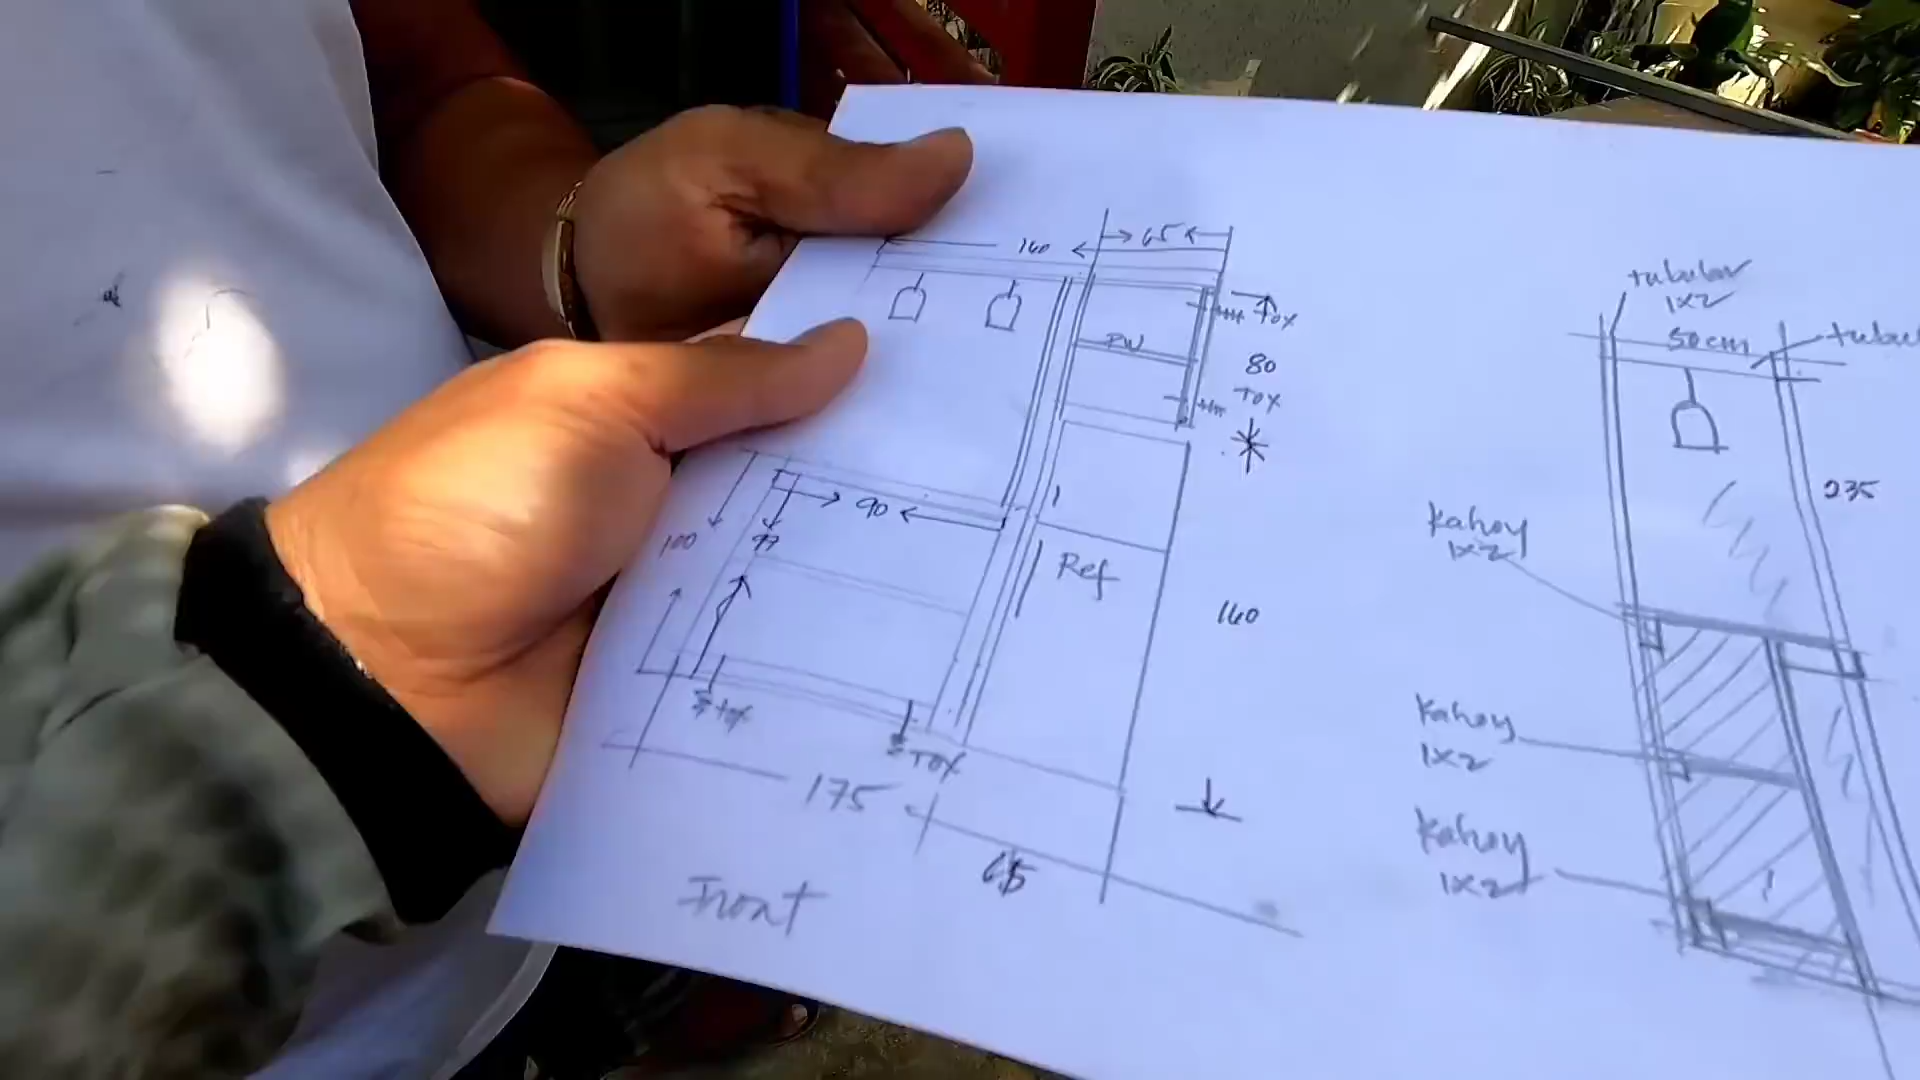 160
65
Tox
PW
80
Tox
90
100
97
Ref
160
Tox
Tox
175
65
Front
tubular
1x2
50cm
tubu
235
Kahoy
1x2
Kahoy
1x2
Kahoy
1x2